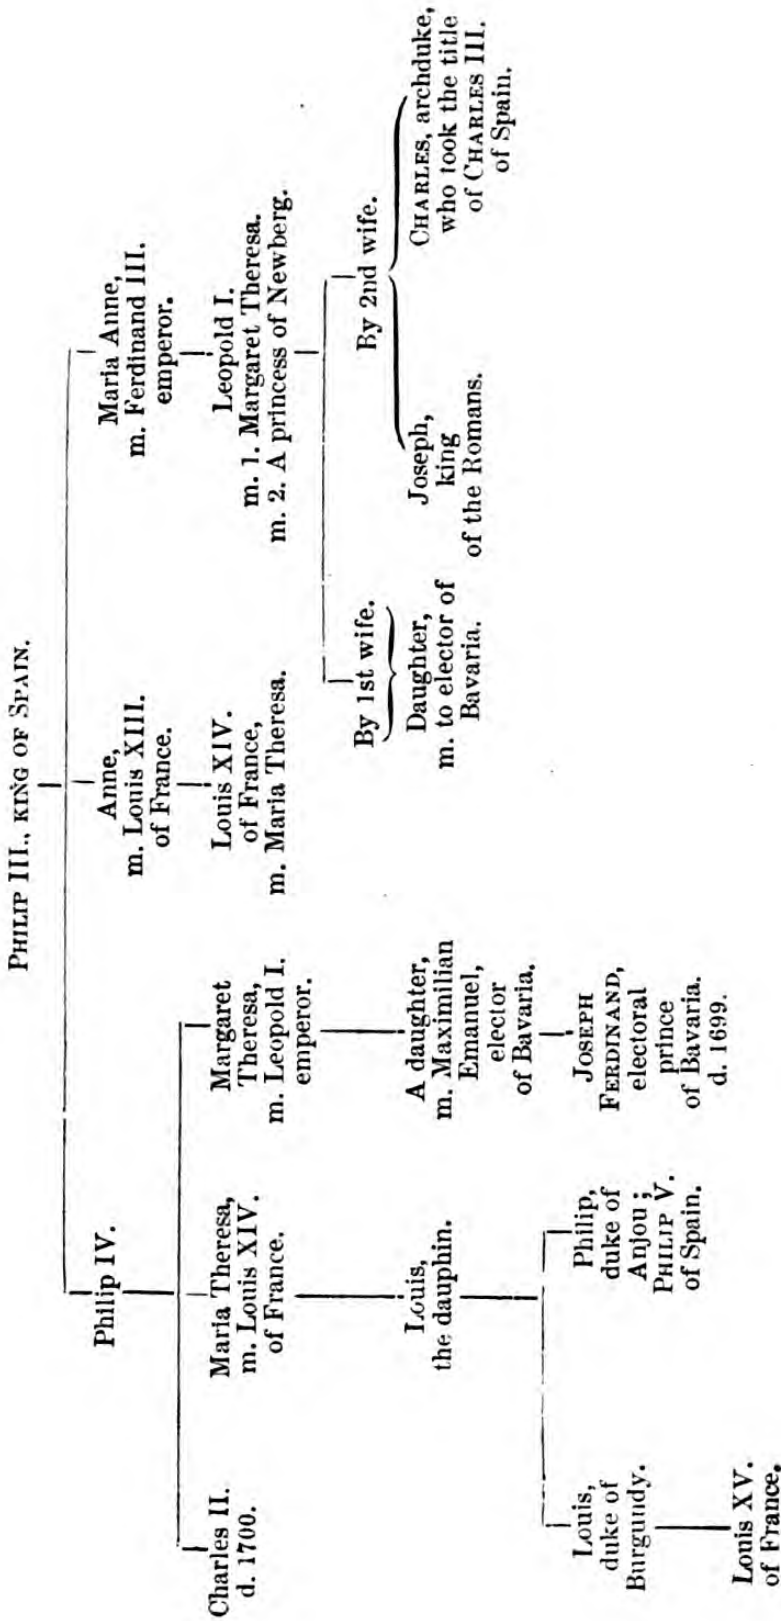 PHILIP III., KING OF SPAIN.
Philip IV.
Anne,
m. Louis XIII.
of France.
Maria Anne,
m. Ferdinand III.
emperor.
Charles II.
d. 1700.
Maria Theresa,
m. Louis XIV.
of France.
Margaret
Theresa,
m. Leopold I.
emperor.
Louis XIV.
of France,
m. Maria Theresa.
Leopold I.
m. 1. Margaret Theresa.
m. 2. A princess of Newberg.
By 1st wife.
By 2nd wife.
Louis,
the dauphin.
A daughter,
m. Maximilian
Emanuel,
elector
of Bavaria.
Daughter,
m. to elector of
Bavaria.
Joseph,
king
of the Romans.
CHARLES, archduke,
who took the title
of CHARLES III.
of Spain.
Louis,
duke of
Burgundy.
Philip,
duke of
Anjou;
PHILIP V.
of Spain.
JOSEPH
FERDINAND,
electoral
prince
of Bavaria.
d. 1699.
Louis XV.
of France.